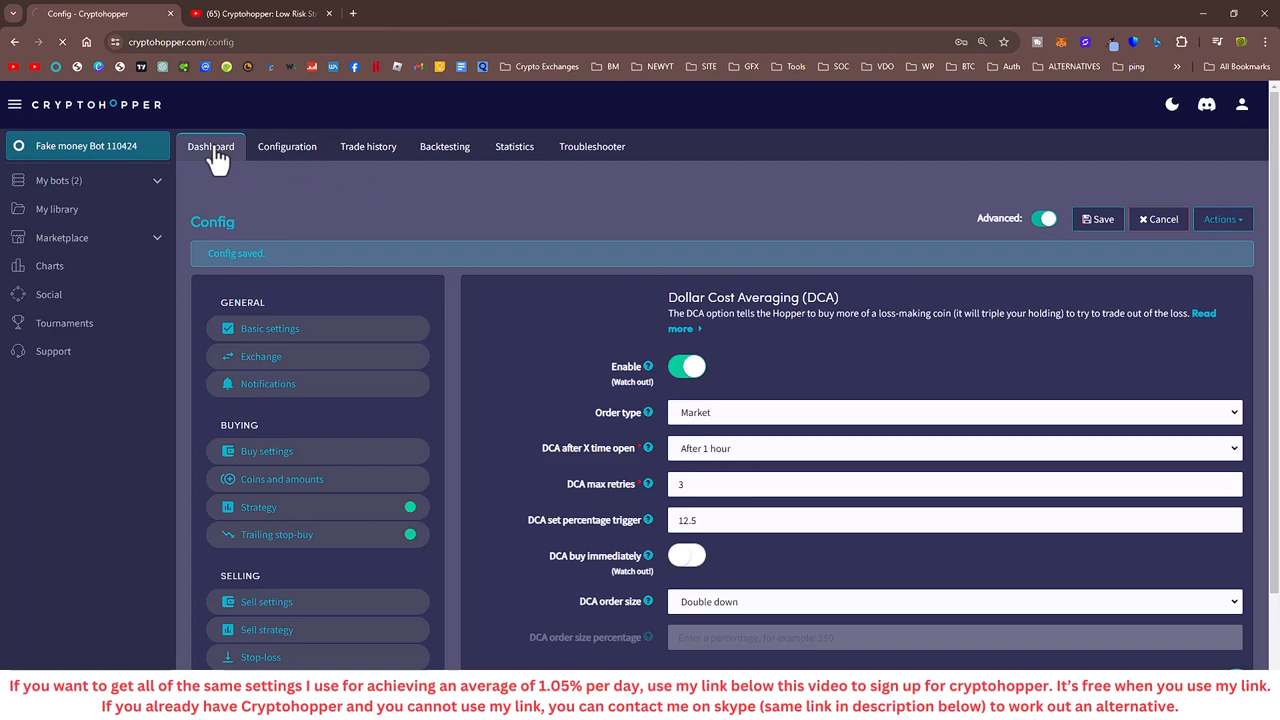 Config - Cryptohopper
(65) Cryptohopper: Low Risk St
cryptohopper.com/config
Crypto Exchanges
BM
NEWYT
SITE
GFX
Tools
SOC
VDO
WP
BTC
Auth
ALTERNATIVES
ping
All Bookmarks
CRYPTOHOPPER
Fake money Bot 110424
Dashboard
Configuration
Trade history
Backtesting
Statistics
Troubleshooter
My bots (2)
My library
Marketplace
Charts
Social
Tournaments
Support
Config
Advanced:
Save
Cancel
Actions
Config saved.
GENERAL
Basic settings
Exchange
Notifications
BUYING
Buy settings
Coins and amounts
Strategy
Trailing stop-buy
SELLING
Sell settings
Sell strategy
Stop-loss
Dollar Cost Averaging (DCA)
The DCA option tells the Hopper to buy more of a loss-making coin (it will triple your holding) to try to trade out of the loss. Read
more
Enable
(Watch out!)
Order type * Market
DCA after X time open * After 1 hour
DCA max retries * 3
DCA set percentage trigger 12.5
DCA buy immediately
(Watch out!)
DCA order size Double down
DCA order size percentage Enter a percentage, for example: 150
If you want to get all of the same settings I use for achieving an average of 1.05% per day, use my link below this video to sign up for cryptohopper. It's free when you use my link.
If you already have Cryptohopper and you cannot use my link, you can contact me on skype (same link in description below) to work out an alternative.